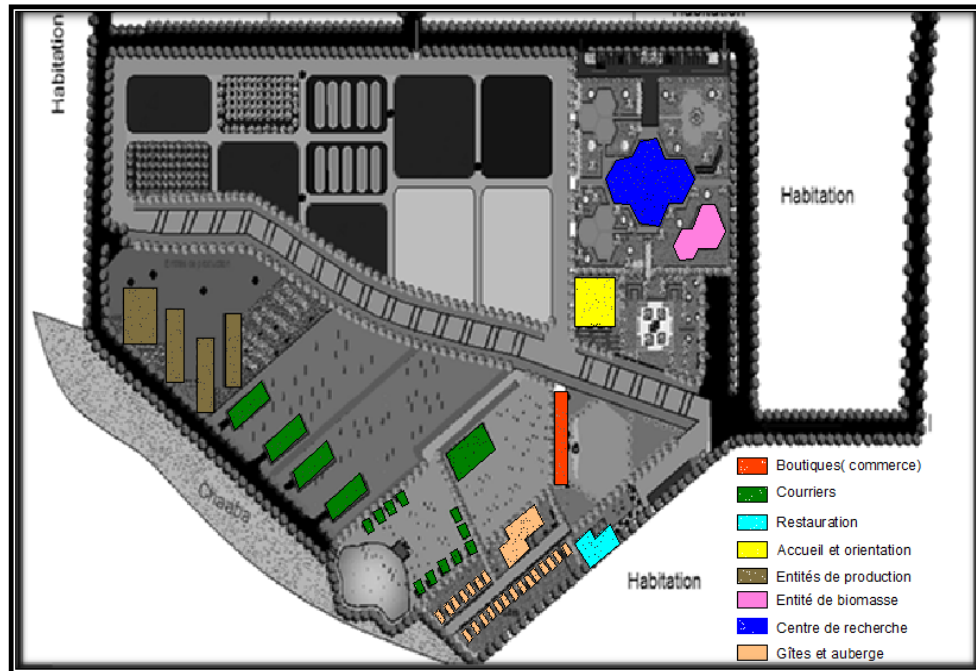 Habitation
Habitation
Habitation
Chaaba
Habitation
Boutiques( commerce)
Courriers
Restauration
Accueil et orientation
Entités de production
Entité de biomasse
Centre de recherche
Gîtes et auberge